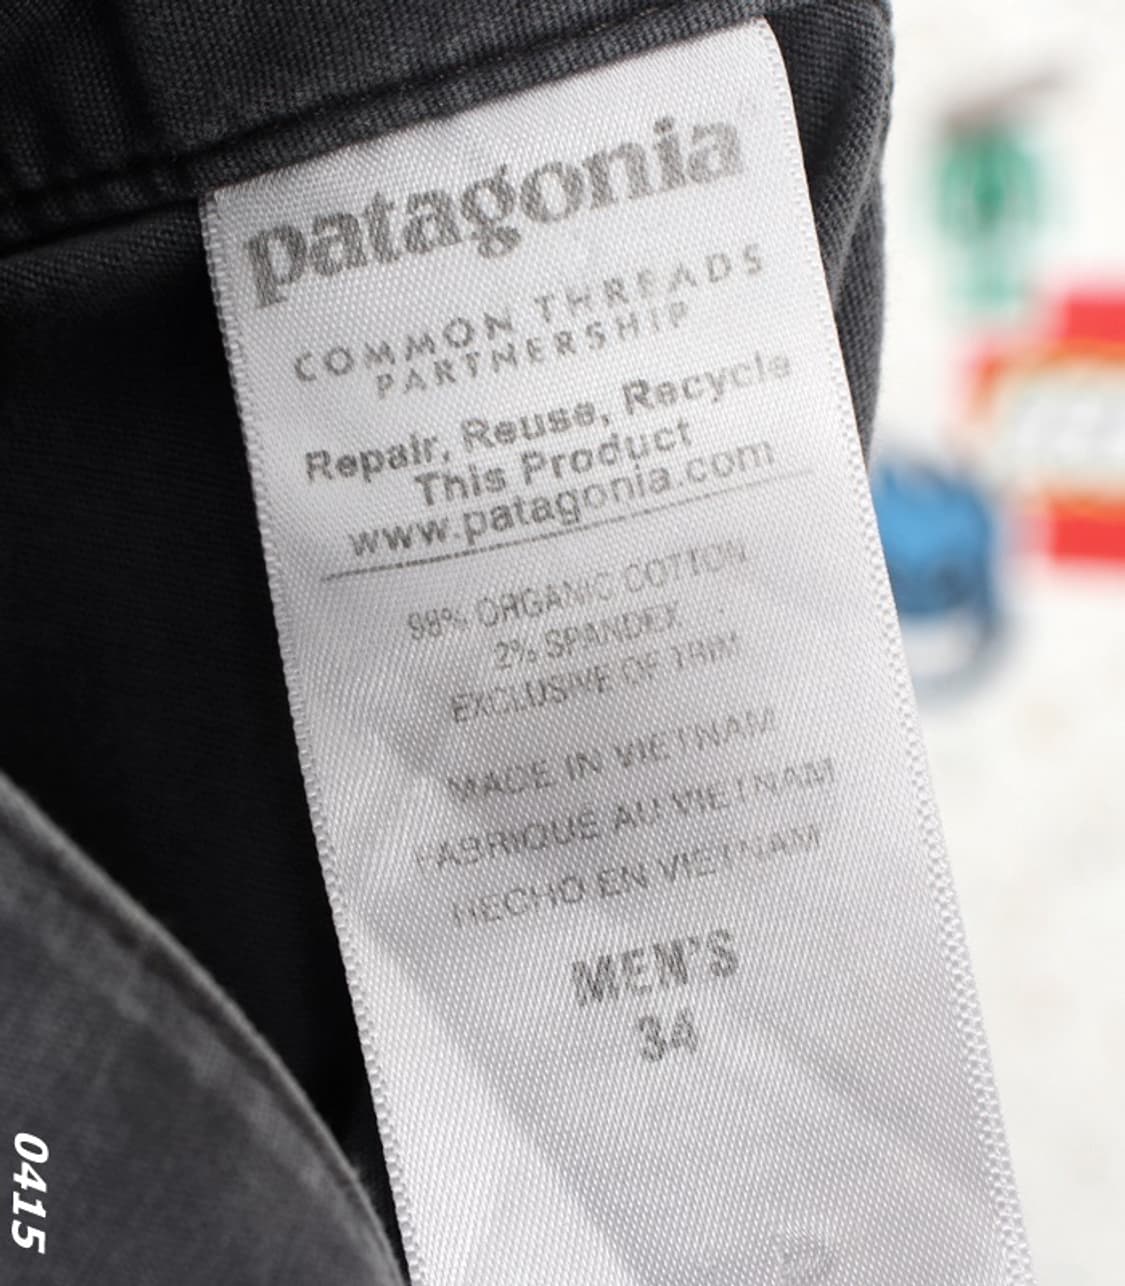 patagonia
COMMON THREADS
PARTNERSHIP
Repair, Reuse, Recycle
This Product
www.patagonia.com
98% ORGANIC COTTON
2% SPANDEX
EXCLUSIVE OF TRIM
MADE IN VIETNAM
FABRIQUE AU VIETNAM
HECHO EN VIETNAM
MEN'S
34
0415